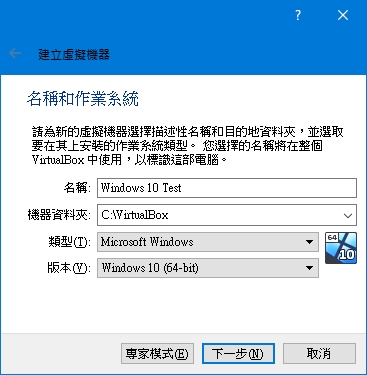 ?
建立虛擬機器
名稱和作業系統
請為新的虛擬機器選擇描述性名稱和目的地資料夾，並選取
要在其上安裝的作業系統類型。 您選擇的名稱將在整個
VirtualBox 中使用，以標識這部電腦。
名稱: Windows 10 Test
機器資料夾: C:\VirtualBox
類型(T): Microsoft Windows
64
10
版本(V): Windows 10 (64-bit)
專家模式(E) 下一步(N) 取消